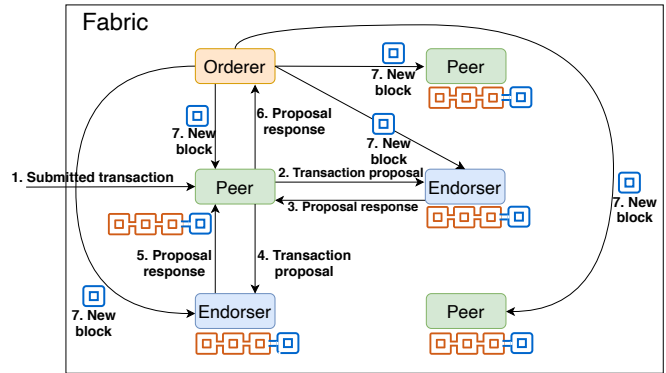 Fabric
Orderer
Peer
7. New
block
6. Proposal
response
7. New
block
7. New
block
1. Submitted transaction
Peer
2. Transaction proposal
3. Proposal response
Endorser
7. New
block
5. Proposal
response
4. Transaction
proposal
7. New
block
Endorser
Peer